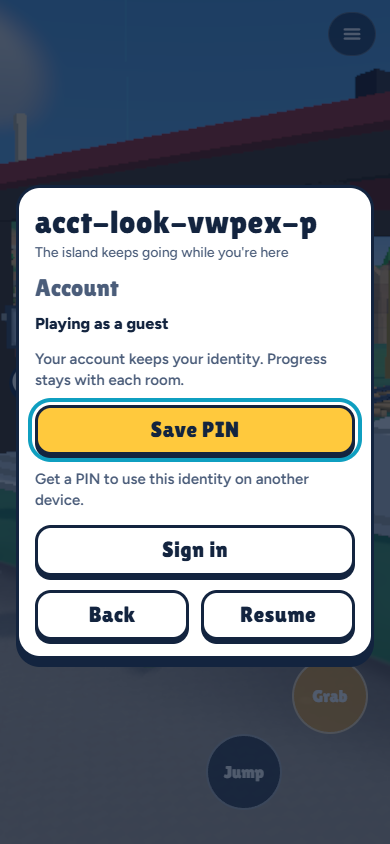 acct-look-vwpex-p
The island keeps going while you're here
Account
Playing as a guest
Your account keeps your identity. Progress
stays with each room.
Save PIN
Get a PIN to use this identity on another
device.
Sign in
Back
Resume
Grab
Jump